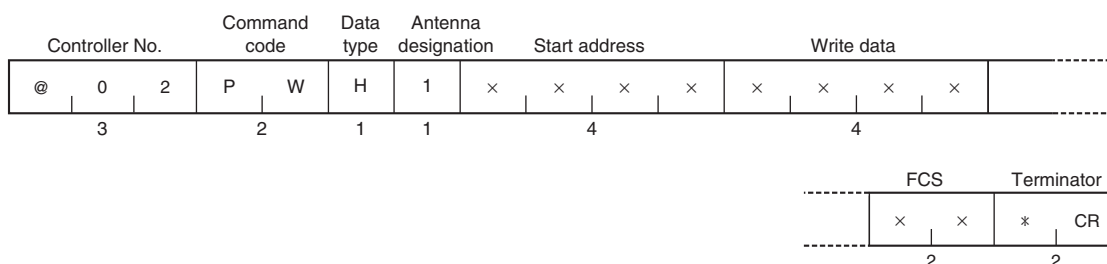 Controller No. Command code Data type Antenna designation Start address Write data
@ 0 2 P W H 1 × × × × × × × ×
3 2 1 1 4 4
FCS Terminator
× × * CR
2 2